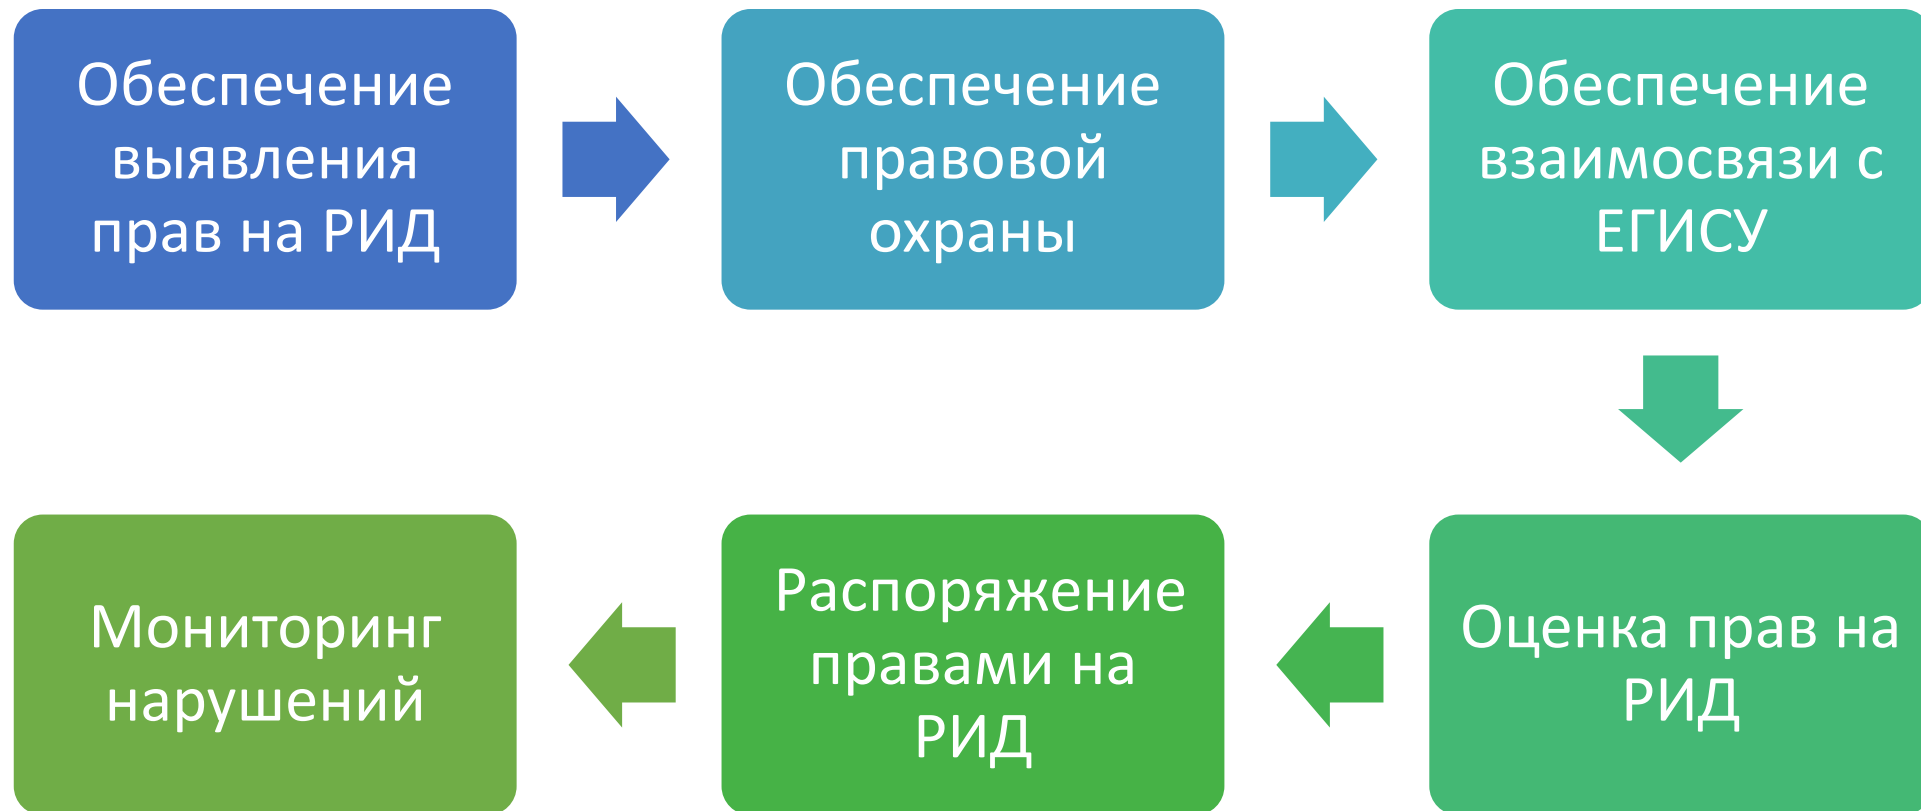 Обеспечение
выявления
прав на РИД
Обеспечение
правовой
охраны
Обеспечение
взаимосвязи с
ЕГИСУ
Оценка прав на
РИД
Распоряжение
правами на
РИД
Мониторинг
нарушений